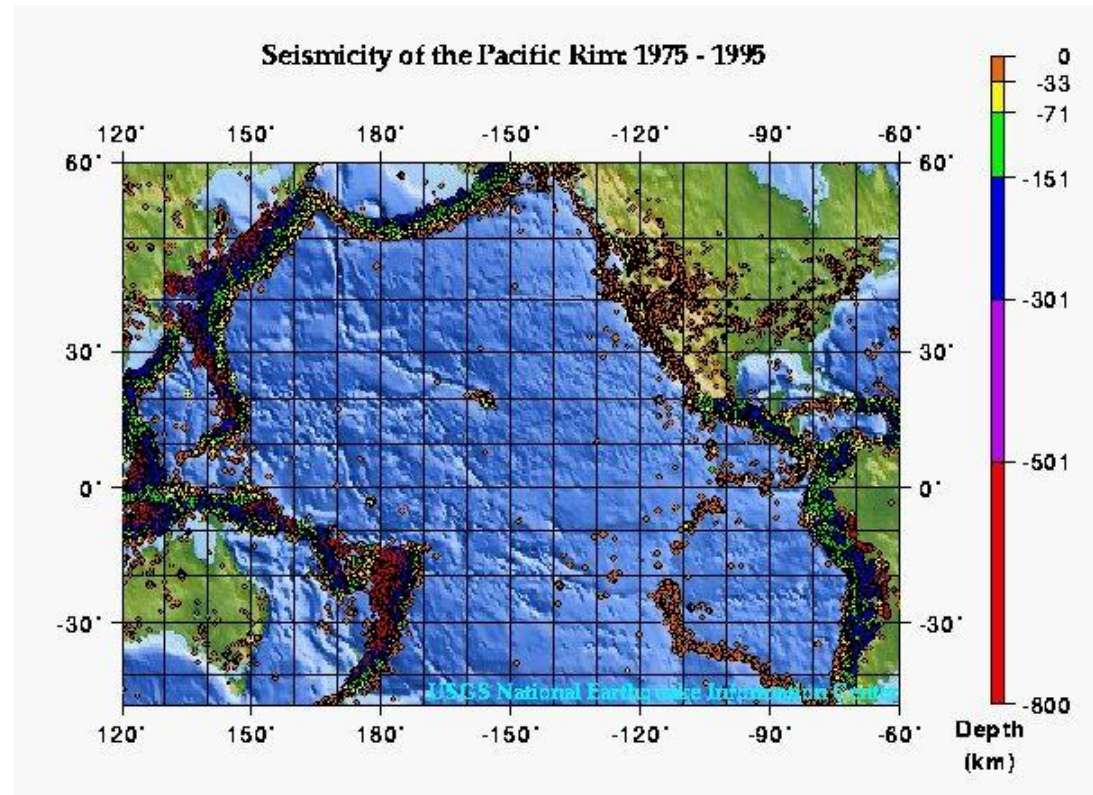 Seismicity of the Pacific Rim: 1975 - 1995
0
-33
-71
-151
-301
-501
-800
Depth
(km)
120° 150° 180° -150° -120° -90° -60°
60° 60°
30° 30°
0° 0°
-30° -30°
USGS National Earthquake Information Center
120° 150° 180° -150° -120° -90° -60°